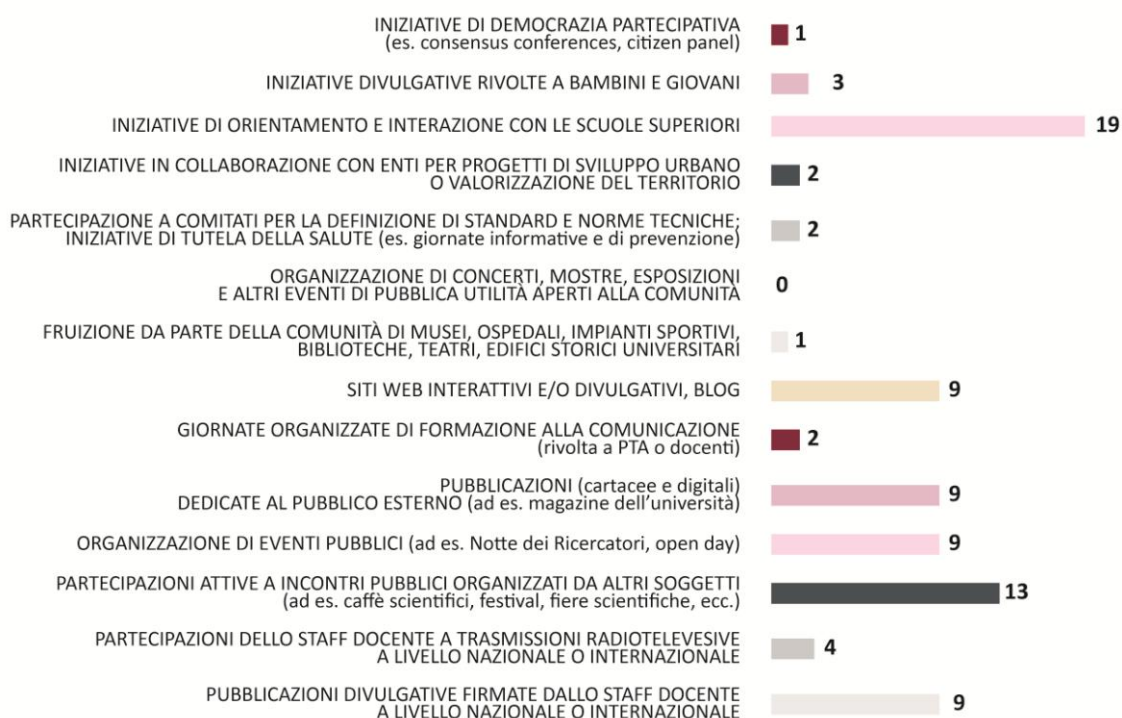 INIZIATIVE DI DEMOCRAZIA PARTECIPATIVA
(es. consensus conferences, citizen panel)
1
INIZIATIVE DIVULGATIVE RIVOLTE A BAMBINI E GIOVANI
3
INIZIATIVE DI ORIENTAMENTO E INTERAZIONE CON LE SCUOLE SUPERIORI
19
INIZIATIVE IN COLLABORAZIONE CON ENTI PER PROGETTI DI SVILUPPO URBANO
O VALORIZZAZIONE DEL TERRITORIO
2
PARTECIPAZIONE A COMITATI PER LA DEFINIZIONE DI STANDARD E NORME TECNICHE;
INIZIATIVE DI TUTELA DELLA SALUTE (es. giornate informative e di prevenzione)
2
ORGANIZZAZIONE DI CONCERTI, MOSTRE, ESPOSIZIONI
E ALTRI EVENTI DI PUBBLICA UTILITÀ APERTI ALLA COMUNITÀ
0
FRUIZIONE DA PARTE DELLA COMUNITÀ DI MUSEI, OSPEDALI, IMPIANTI SPORTIVI,
BIBLIOTECHE, TEATRI, EDIFICI STORICI UNIVERSITARI
1
SITI WEB INTERATTIVI E/O DIVULGATIVI, BLOG
9
GIORNATE ORGANIZZATE DI FORMAZIONE ALLA COMUNICAZIONE
(rivolta a PTA o docenti)
2
PUBBLICAZIONI (cartacee e digitali)
DEDICATE AL PUBBLICO ESTERNO (ad es. magazine dell'università)
9
ORGANIZZAZIONE DI EVENTI PUBBLICI (ad es. Notte dei Ricercatori, open day)
9
PARTECIPAZIONI ATTIVE A INCONTRI PUBBLICI ORGANIZZATI DA ALTRI SOGGETTI
(ad es. caffè scientifici, festival, fiere scientifiche, ecc.)
13
PARTECIPAZIONI DELLO STAFF DOCENTE A TRASMISSIONI RADIOTELEVESIVE
A LIVELLO NAZIONALE O INTERNAZIONALE
4
PUBBLICAZIONI DIVULGATIVE FIRMATE DALLO STAFF DOCENTE
A LIVELLO NAZIONALE O INTERNAZIONALE
9